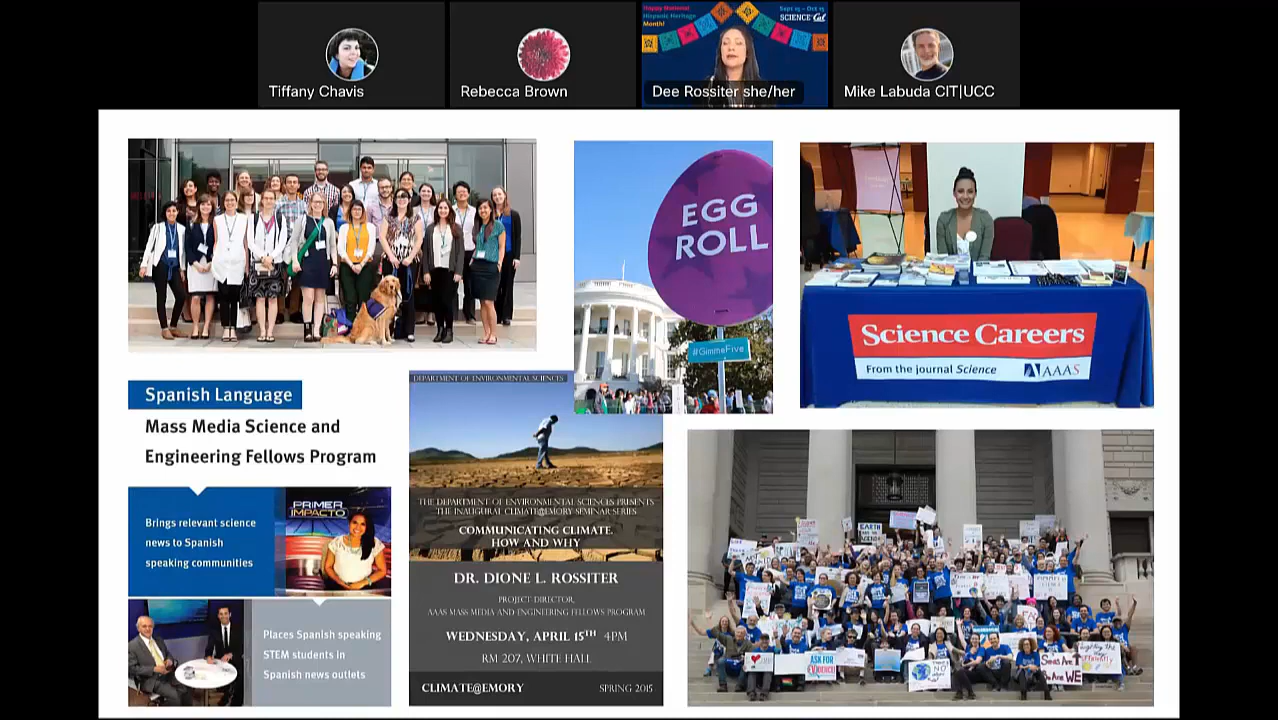 Happy National
Hispanic Heritage
Month!
Sept 15 - Oct 15
SCIENCE@Cal
Tiffany Chavis
Rebecca Brown
Dee Rossiter she/her
Mike Labuda CIT|UCC
EGG
ROLL
#GimmeFive
Science Careers
From the journal Science
AAAS
Spanish Language
Mass Media Science and
Engineering Fellows Program
PRIMER
IMPACTO
Brings relevant science
news to Spanish
speaking communities
Places Spanish speaking
STEM students in
Spanish news outlets
DEPARTMENT OF ENVIRONMENTAL SCIENCES
THE DEPARTMENT OF ENVIRONMENTAL SCIENCES PRESENTS
THE INAUGURAL CLIMATE@EMORY SEMINAR SERIES
COMMUNICATING CLIMATE:
HOW AND WHY
DR. DIONE L. ROSSITER
PROJECT DIRECTOR,
AAAS MASS MEDIA AND ENGINEERING FELLOWS PROGRAM
WEDNESDAY, APRIL 15TH 4PM
RM 207, WHITE HALL
CLIMATE@EMORY
SPRING 2015
EARTH
ASK FOR